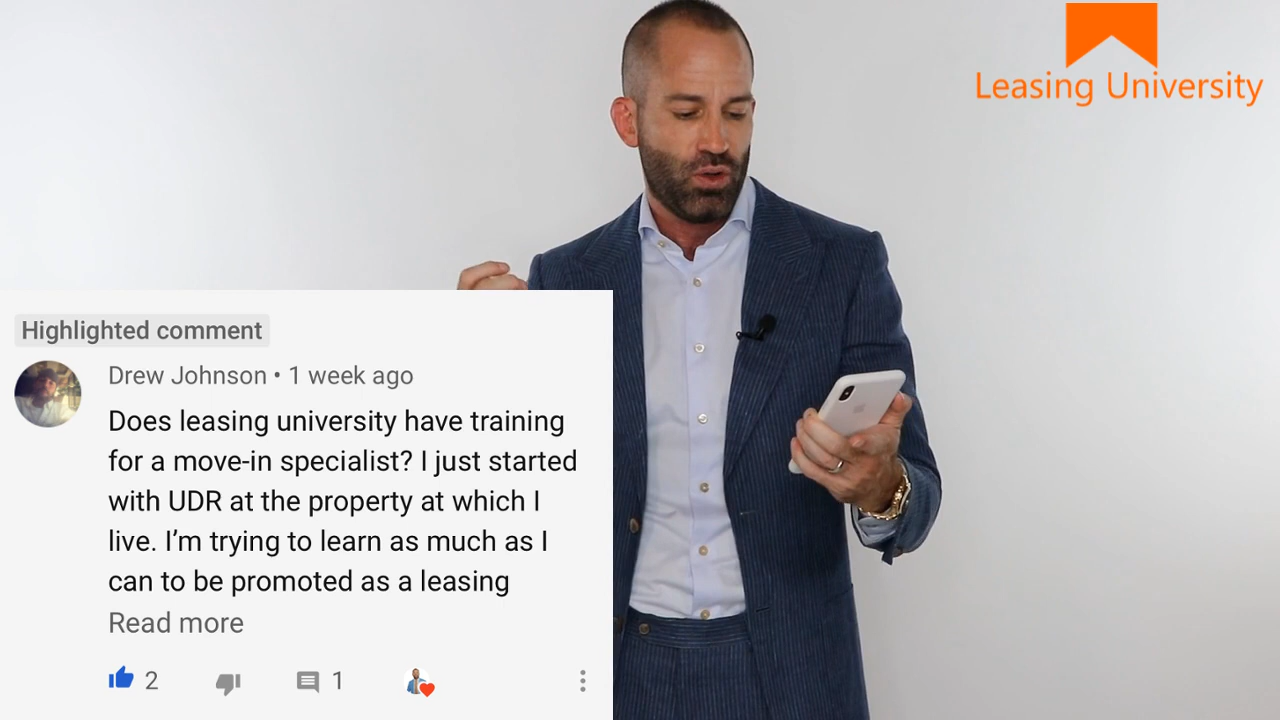 Leasing University
Highlighted comment
Drew Johnson • 1 week ago
Does leasing university have training
for a move-in specialist? I just started
with UDR at the property at which I
live. I’m trying to learn as much as I
can to be promoted as a leasing
Read more
2
1